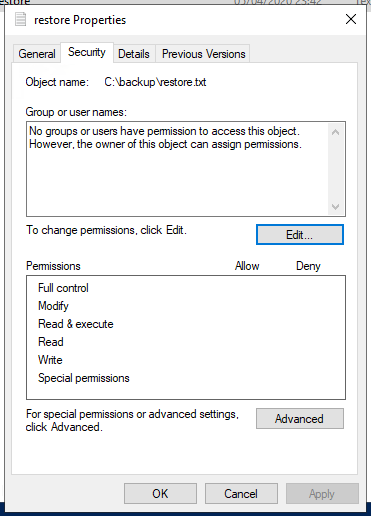 restore Properties
General Security Details Previous Versions
Object name: C:\backup\restore.txt
Group or user names:
No groups or users have permission to access this object.
However, the owner of this object can assign permissions.
To change permissions, click Edit.
Edit...
Permissions Allow Deny
Full control
Modify
Read & execute
Read
Write
Special permissions
For special permissions or advanced settings,
click Advanced.
Advanced
OK Cancel Apply